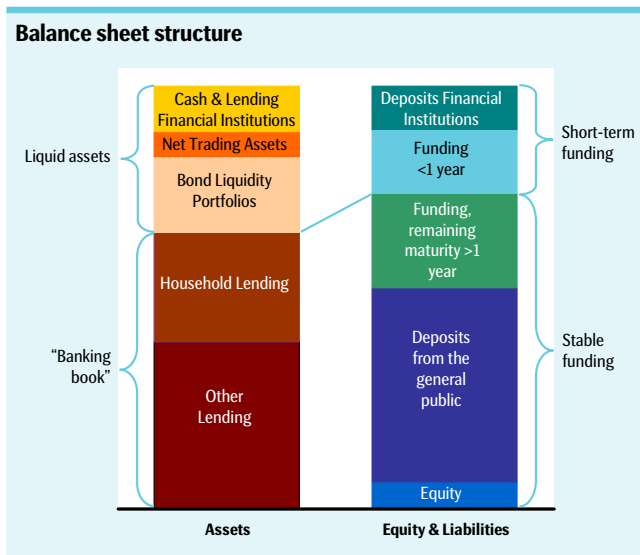 Balance sheet structure
Cash & Lending
Financial Institutions
Net Trading Assets
Bond Liquidity
Portfolios
Household Lending
Other
Lending
Liquid assets
"Banking
book"
Deposits Financial
Institutions
Funding
<1 year
Funding,
remaining
maturity >1
year
Deposits
from the
general
public
Equity
Short-term
funding
Stable
funding
Assets
Equity & Liabilities